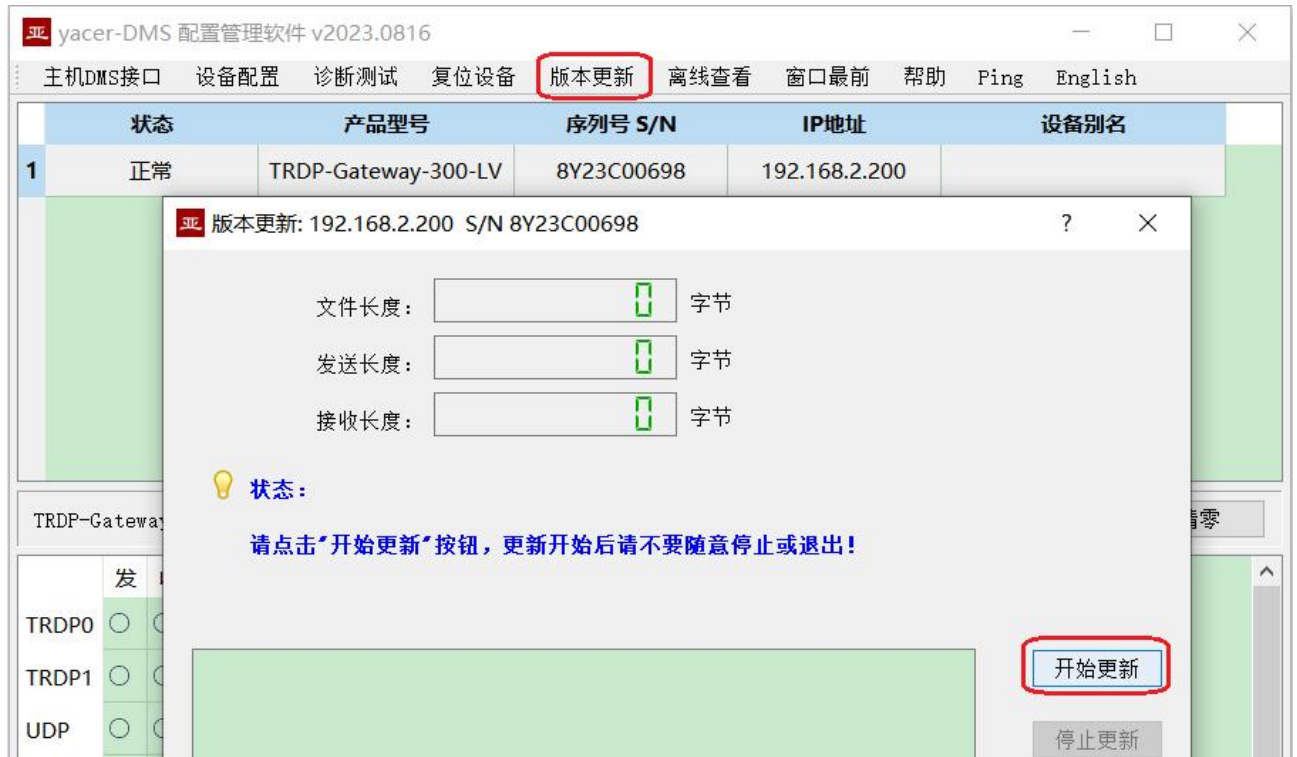 亚 yacer-DMS 配置管理软件 v2023.0816
主机DMS接口 设备配置 诊断测试 复位设备 版本更新 离线查看 窗口最前 帮助 Ping English
状态 产品型号 序列号 S/N IP地址 设备别名
1 正常 TRDP-Gateway-300-LV 8Y23C00698 192.168.2.200
亚 版本更新: 192.168.2.200 S/N 8Y23C00698 ?
文件长度: 0 字节
发送长度: 0 字节
接收长度: 0 字节
状态:
请点击"开始更新"按钮，更新开始后请不要随意停止或退出!
TRDP-Gateway 零
发
TRDP0
TRDP1
UDP
开始更新
停止更新